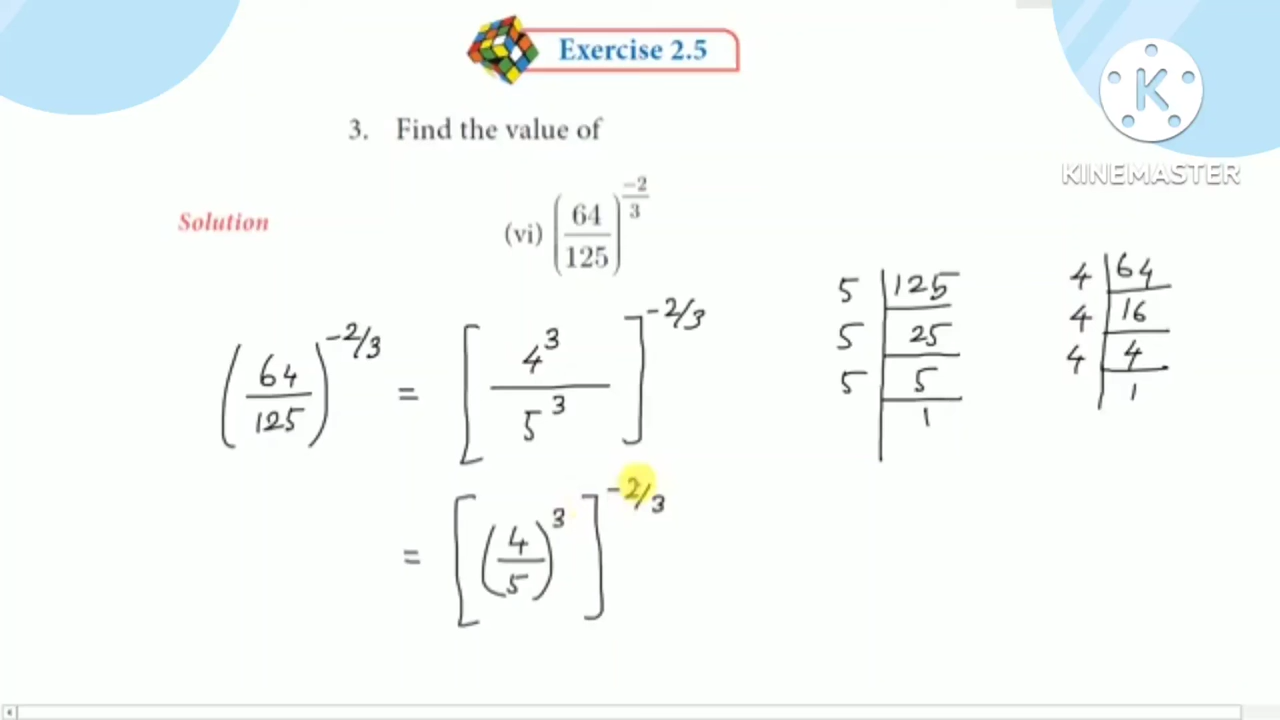 Exercise 2.5
K
KINEMASTER
3. Find the value of
Solution
(vi) (64/125)^(-2/3)
(64/125)^(-2/3) = [4^3/5^3]^(-2/3)
= [(4/5)^3]^(-2/3)
5 | 125
5 | 25
5 | 5
1
4 | 64
4 | 16
4 | 4
1